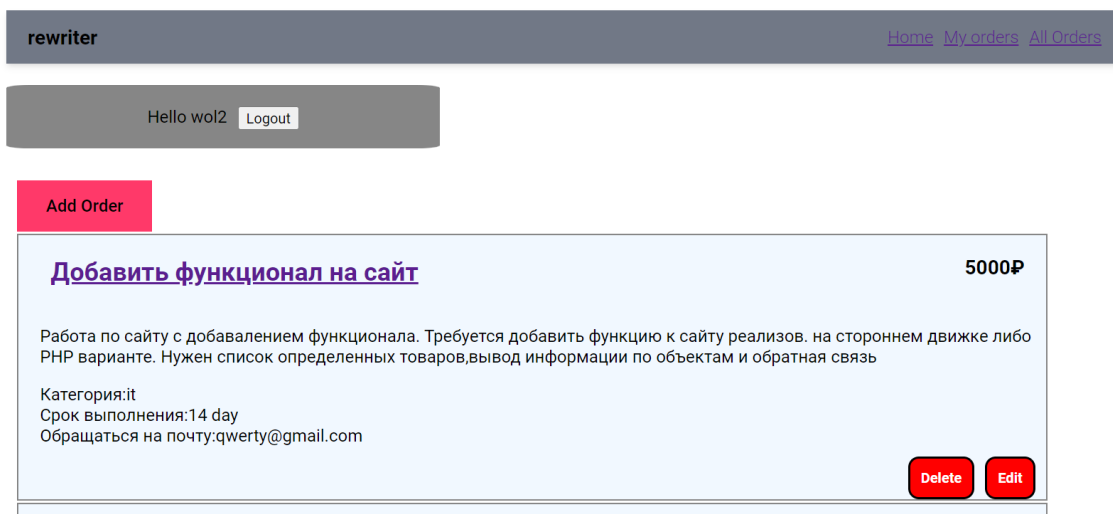 rewriter
Home My orders All Orders
Hello wol2 Logout
Add Order
Добавить функционал на сайт
5000₽
Работа по сайту с добавалением функционала. Требуется добавить функцию к сайту реализов. на стороннем движке либо
PHP варианте. Нужен список определенных товаров,вывод информации по объектам и обратная связь
Категория:it
Срок выполнения:14 day
Обращаться на почту:qwerty@gmail.com
Delete Edit